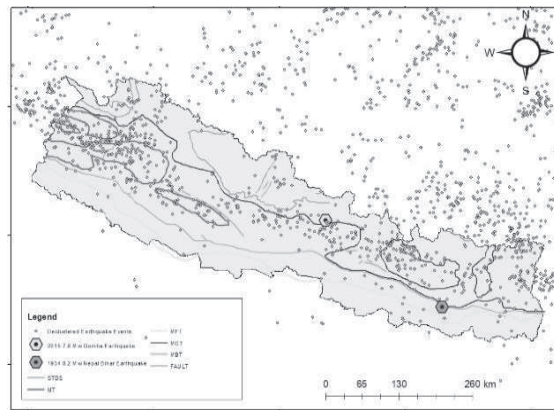 N
W
S
Legend
Declustered Earthquake Events
2015 7.8 Mw Gorkha Earthquake
1934 8.2 Mw Nepal Bihar Earthquake
STDS
MT
MFT
MCT
MBT
FAULT
0 65 130 260 km